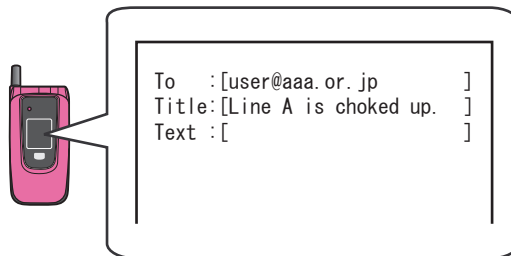 To   :[user@aaa.or.jp          ]
Title:[Line A is choked up.   ]
Text :[                        ]